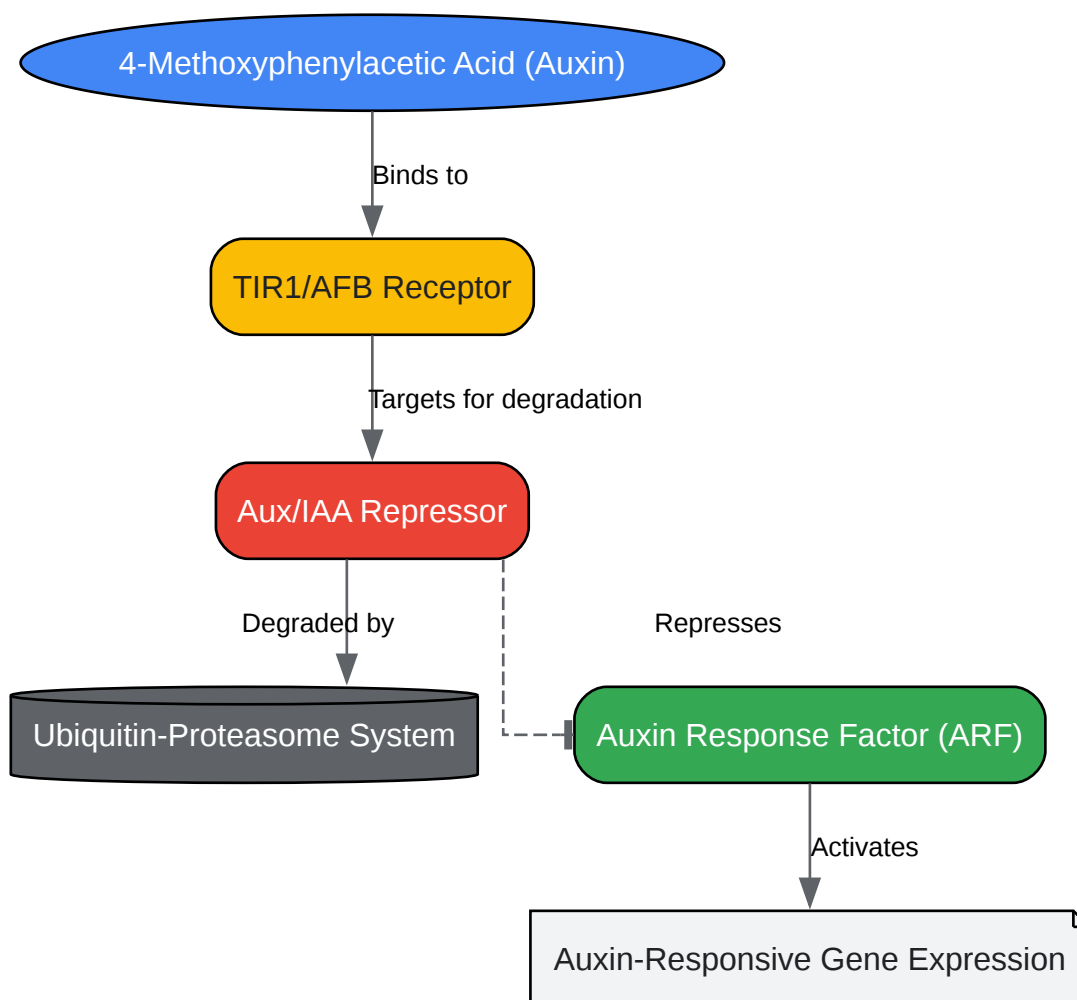 4-Methoxyphenylacetic Acid (Auxin)
Binds to
TIR1/AFB Receptor
Targets for degradation
Aux/IAA Repressor
Degraded by
Represses
Ubiquitin-Proteasome System
Auxin Response Factor (ARF)
Activates
Auxin-Responsive Gene Expression